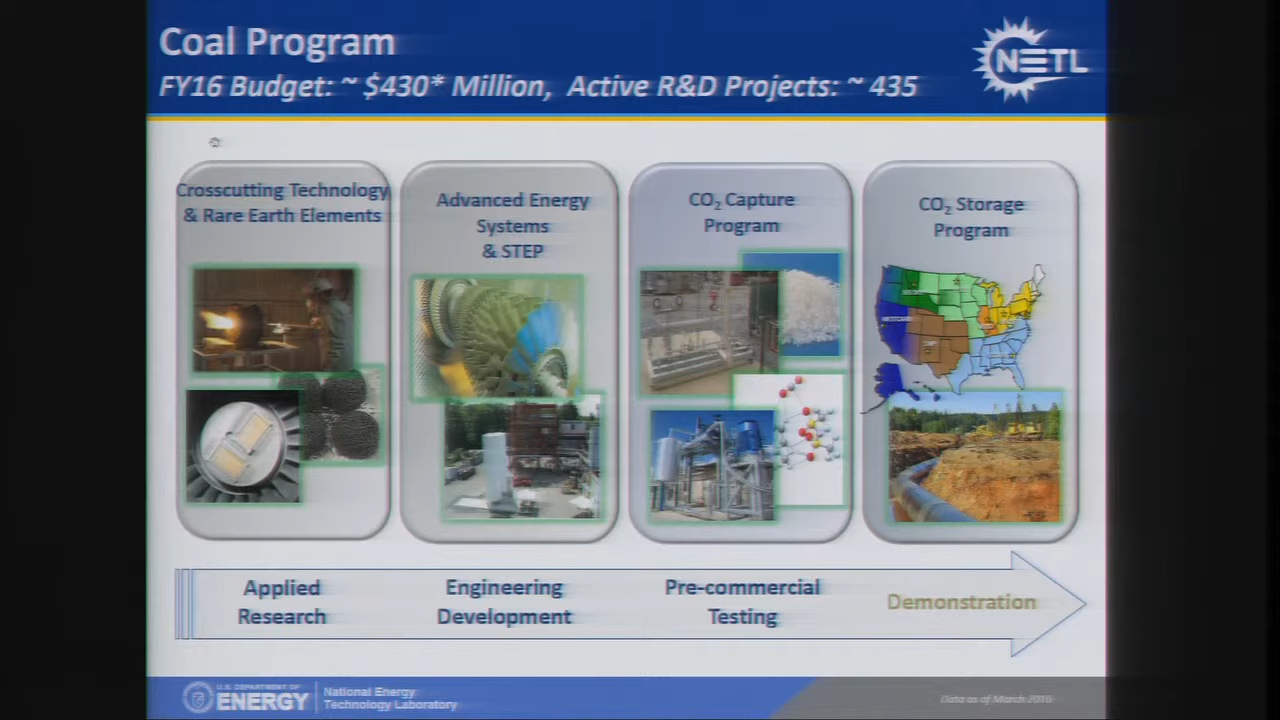 Coal Program
FY16 Budget: ~ $430* Million, Active R&D Projects: ~ 435
NETL
Crosscutting Technology
& Rare Earth Elements
Advanced Energy
Systems
& STEP
CO₂ Capture
Program
CO₂ Storage
Program
Applied
Research
Engineering
Development
Pre-commercial
Testing
Demonstration
U.S. DEPARTMENT OF
ENERGY
National Energy
Technology Laboratory
Data as of March 2016